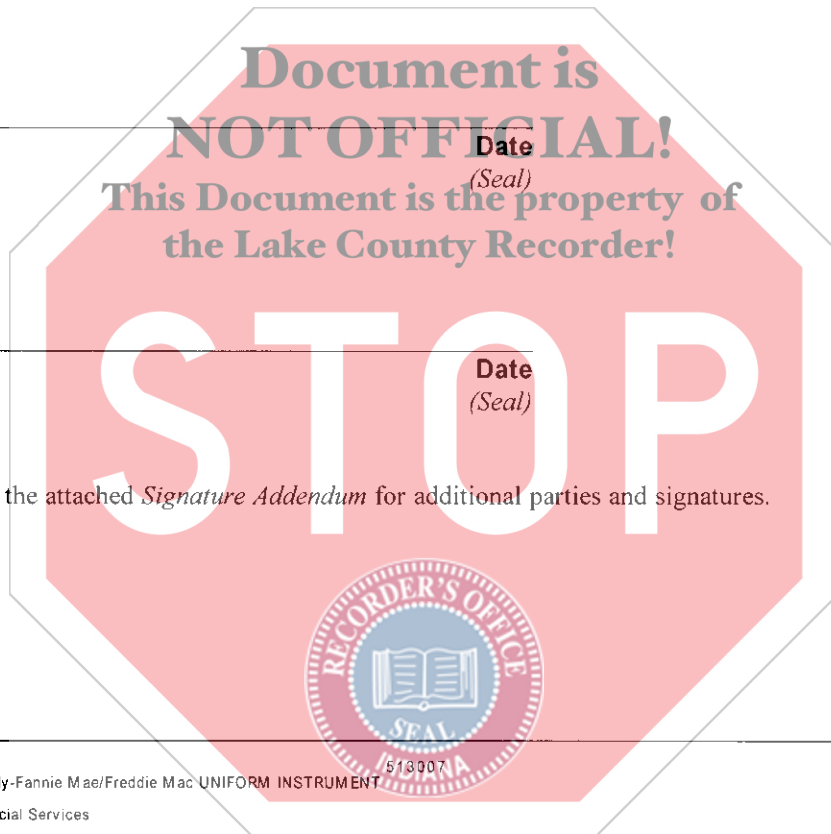 Document is
NOT OFFICIAL!
Date
(Seal)
This Document is the property of
the Lake County Recorder!
STOP
Date
(Seal)
the attached Signature Addendum for additional parties and signatures.
RECORDER'S OFFICE
SEAL
INDIANA
513007
ly-Fannie Mae/Freddie Mac UNIFORM INSTRUMENT
cial Services